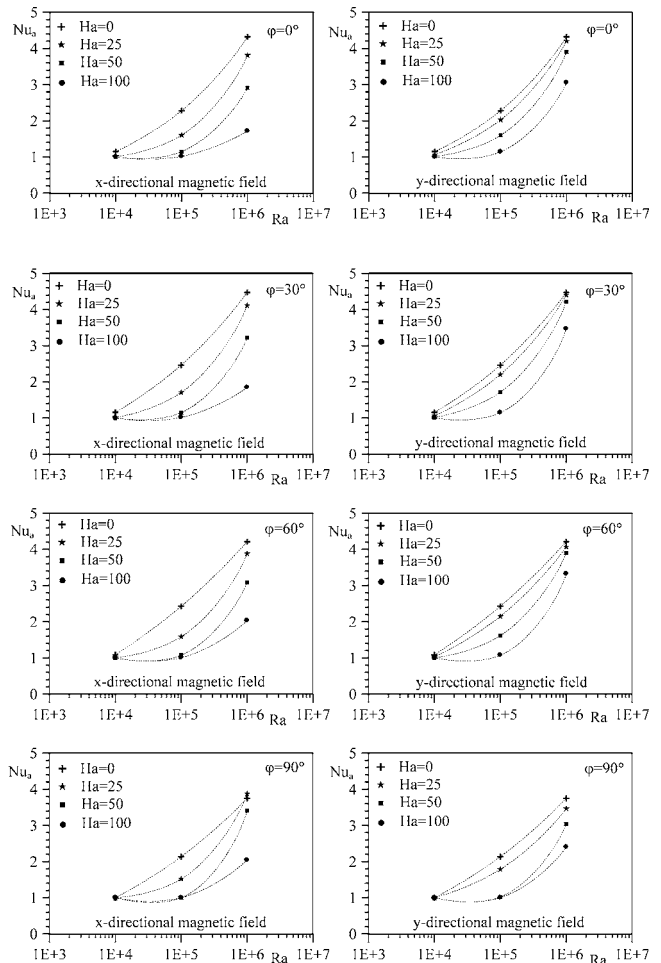 5
Nuₐ
4
3
2
1
0
Ha=0
Ha=25
Ha=50
Ha=100
φ=0°
x-directional magnetic field
1E+3 1E+4 1E+5 1E+6 1E+7
Ra
5
Nuₐ
4
3
2
1
0
Ha=0
Ha=25
Ha=50
Ha=100
φ=0°
y-directional magnetic field
1E+3 1E+4 1E+5 1E+6 1E+7
Ra
5
Nuₐ
4
3
2
1
0
Ha=0
Ha=25
Ha=50
Ha=100
φ=30°
x-directional magnetic field
1E+3 1E+4 1E+5 1E+6 1E+7
Ra
5
Nuₐ
4
3
2
1
0
Ha=0
Ha=25
Ha=50
Ha=100
φ=30°
y-directional magnetic field
1E+3 1E+4 1E+5 1E+6 1E+7
Ra
5
Nuₐ
4
3
2
1
0
Ha=0
Ha=25
Ha=50
Ha=100
φ=60°
x-directional magnetic field
1E+3 1E+4 1E+5 1E+6 1E+7
Ra
5
Nuₐ
4
3
2
1
0
Ha=0
Ha=25
Ha=50
Ha=100
φ=60°
y-directional magnetic field
1E+3 1E+4 1E+5 1E+6 1E+7
Ra
5
Nuₐ
4
3
2
1
0
Ha=0
Ha=25
Ha=50
Ha=100
φ=90°
x-directional magnetic field
1E+3 1E+4 1E+5 1E+6 1E+7
Ra
5
Nuₐ
4
3
2
1
0
Ha=0
Ha=25
Ha=50
Ha=100
φ=90°
y-directional magnetic field
1E+3 1E+4 1E+5 1E+6 1E+7
Ra